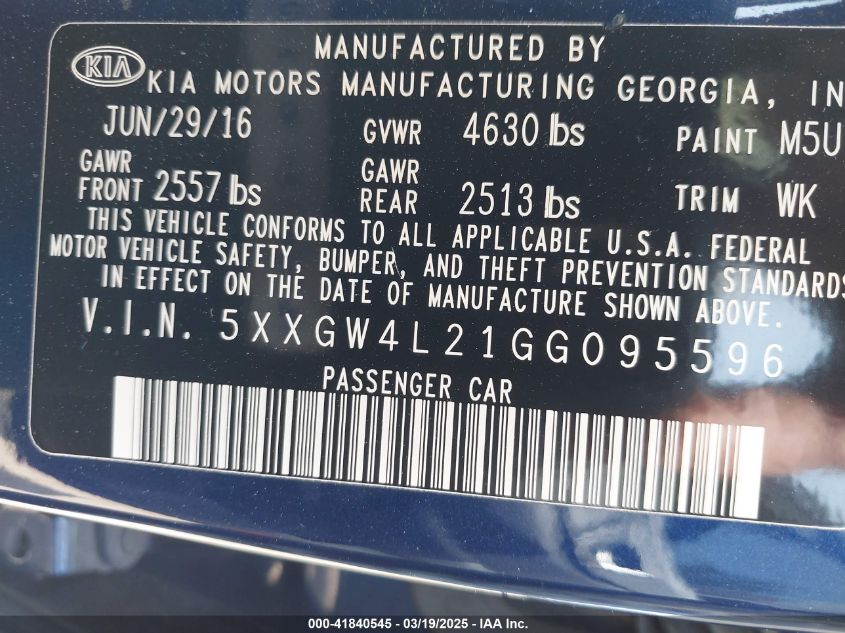 MANUFACTURED BY
KIA KIA MOTORS MANUFACTURING GEORGIA, IN
JUN/29/16 GVWR 4630 lbs PAINT M5U
GAWR FRONT 2557 lbs GAWR REAR 2513 lbs TRIM WK
THIS VEHICLE CONFORMS TO ALL APPLICABLE U.S.A. FEDERAL
MOTOR VEHICLE SAFETY, BUMPER, AND THEFT PREVENTION STANDARDS
IN EFFECT ON THE DATE OF MANUFACTURE SHOWN ABOVE.
V.I.N. 5XXGW4L21GG095596
PASSENGER CAR
000-41840545 - 03/19/2025 - IAA Inc.